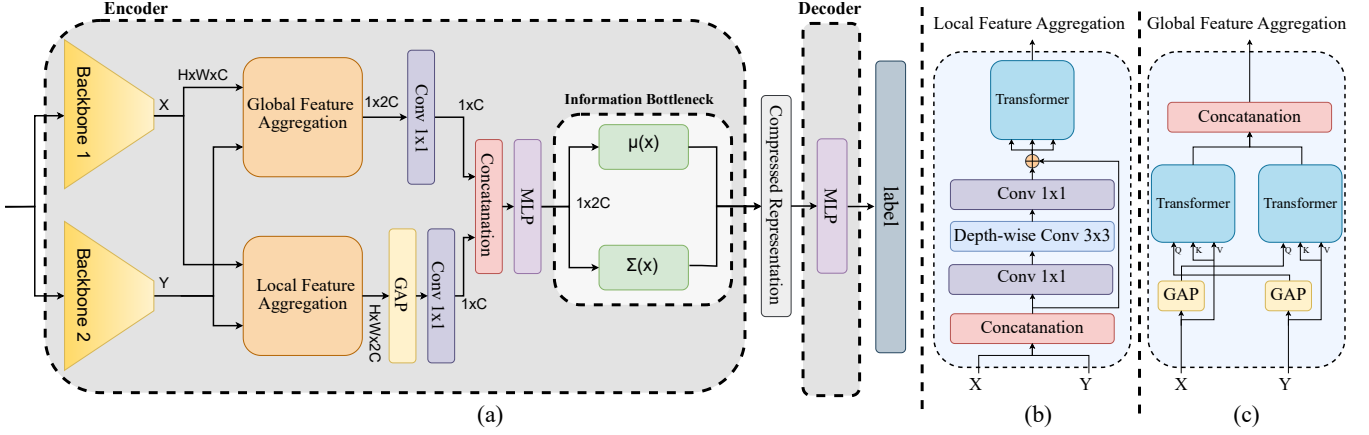 Encoder
Backbone 1
X
HxWxC
Global Feature
Aggregation
1x2C
Conv 1x1
1xC
Backbone 2
Y
Local Feature
Aggregation
HxWx2C
GAP
Conv 1x1
1xC
Concatanation
MLP
Information Bottleneck
1x2C
μ(x)
Σ(x)
Compressed Representation
Decoder
MLP
label
(a)
Local Feature Aggregation
Transformer
Conv 1x1
Depth-wise Conv 3x3
Conv 1x1
Concatanation
X
Y
(b)
Global Feature Aggregation
Concatanation
Transformer
Transformer
Q
K
V
Q
K
V
GAP
GAP
X
Y
(c)